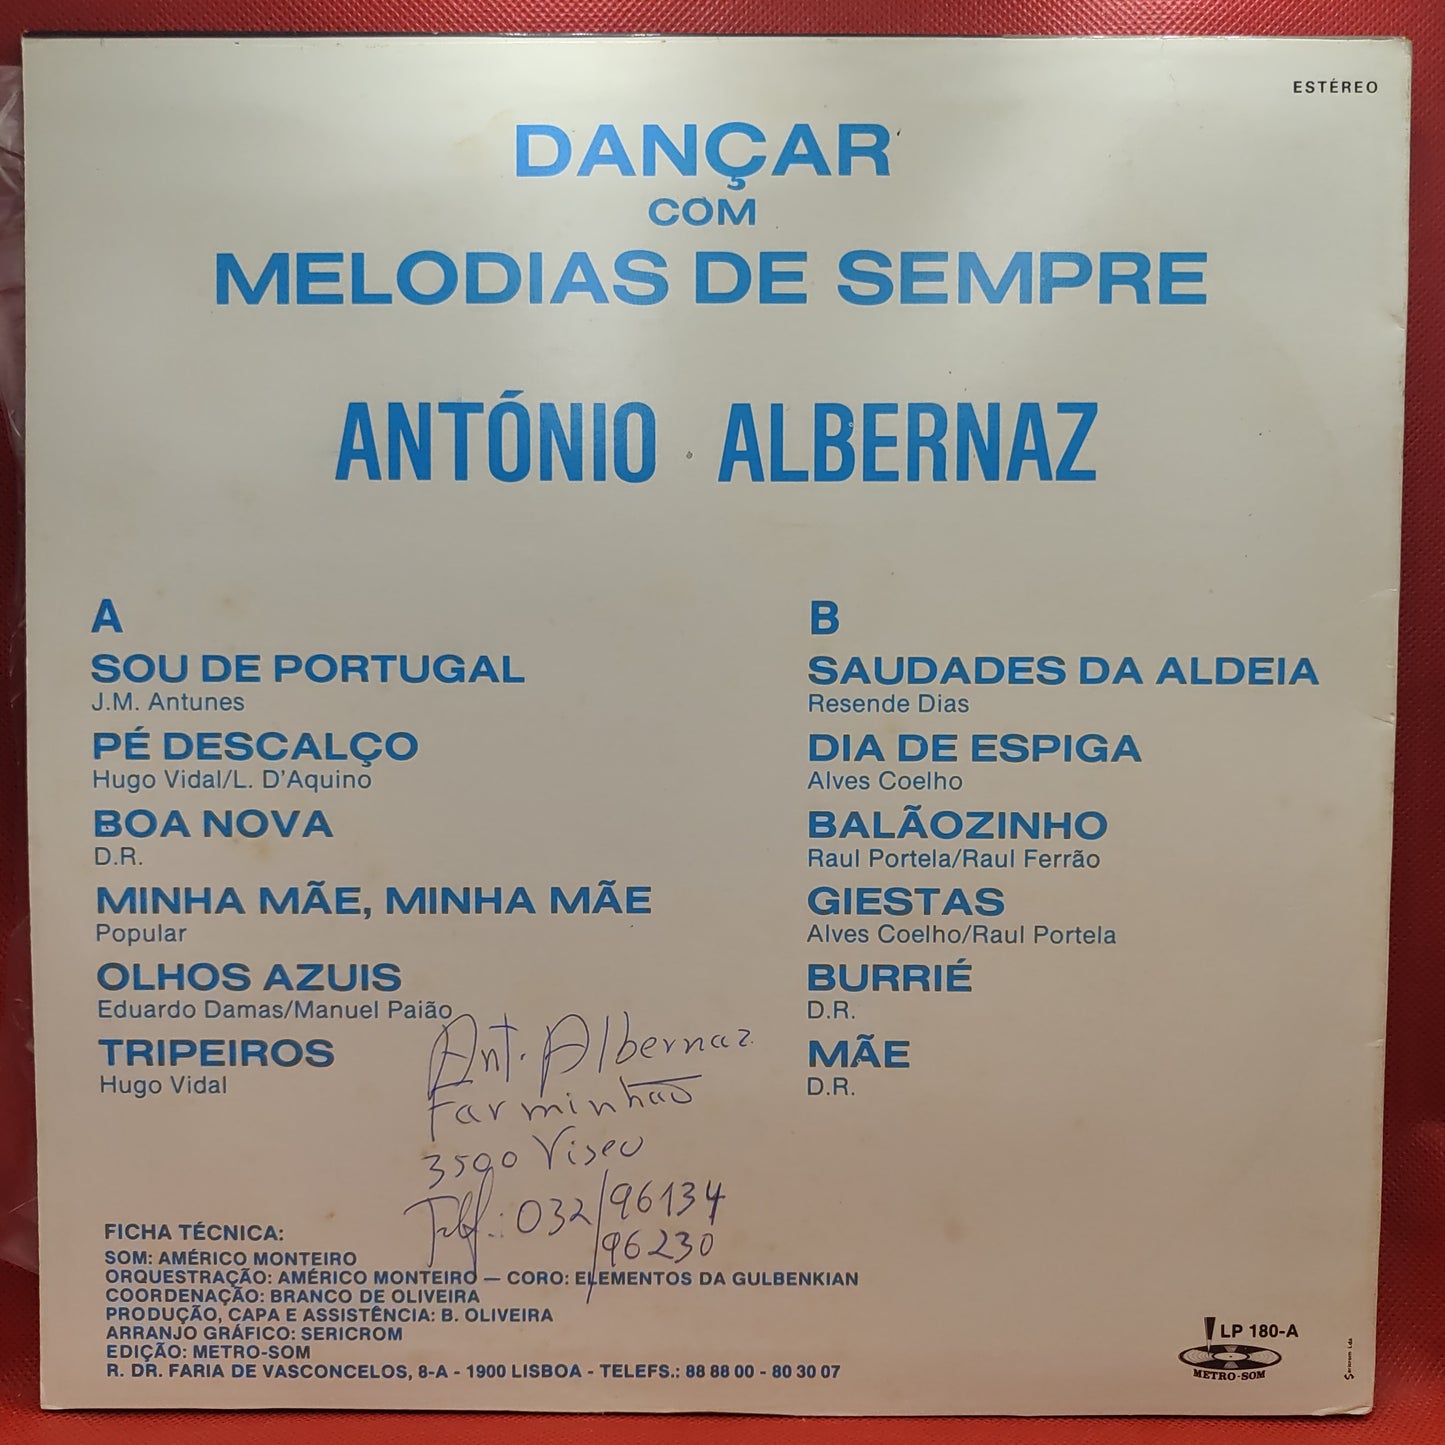 ESTÉREO
DANÇAR
COM
MELODIAS DE SEMPRE
ANTÓNIO ALBERNAZ
A
SOU DE PORTUGAL
J.M. Antunes
PÉ DESCALÇO
Hugo Vidal/L. D'Aquino
BOA NOVA
D.R.
MINHA MÃE, MINHA MÃE
Popular
OLHOS AZUIS
Eduardo Damas/Manuel Paião
TRIPEIROS
Hugo Vidal
B
SAUDADES DA ALDEIA
Resende Dias
DIA DE ESPIGA
Alves Coelho
BALÃOZINHO
Raul Portela/Raul Ferrão
GIESTAS
Alves Coelho/Raul Portela
BURRIÉ
D.R.
MÃE
D.R.
Ant. Albernaz
Farminhão
3500 Viseu
Telf.: 032/96134
96230
FICHA TÉCNICA:
SOM: AMÉRICO MONTEIRO
ORQUESTRAÇÃO: AMÉRICO MONTEIRO — CORO: ELEMENTOS DA GULBENKIAN
COORDENAÇÃO: BRANCO DE OLIVEIRA
PRODUÇÃO, CAPA E ASSISTÊNCIA: B. OLIVEIRA
ARRANJO GRÁFICO: SERICROM
EDIÇÃO: METRO-SOM
R. DR. FARIA DE VASCONCELOS, 8-A - 1900 LISBOA - TELEFS.: 88 88 00 - 80 30 07
LP 180-A
METRO-SOM
Sericrom Lda